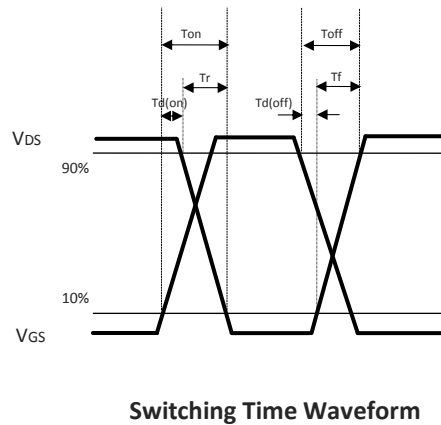 Ton
Toff
Tr
Tf
Td(on)
Td(off)
VDS
90%
10%
VGS
Switching Time Waveform